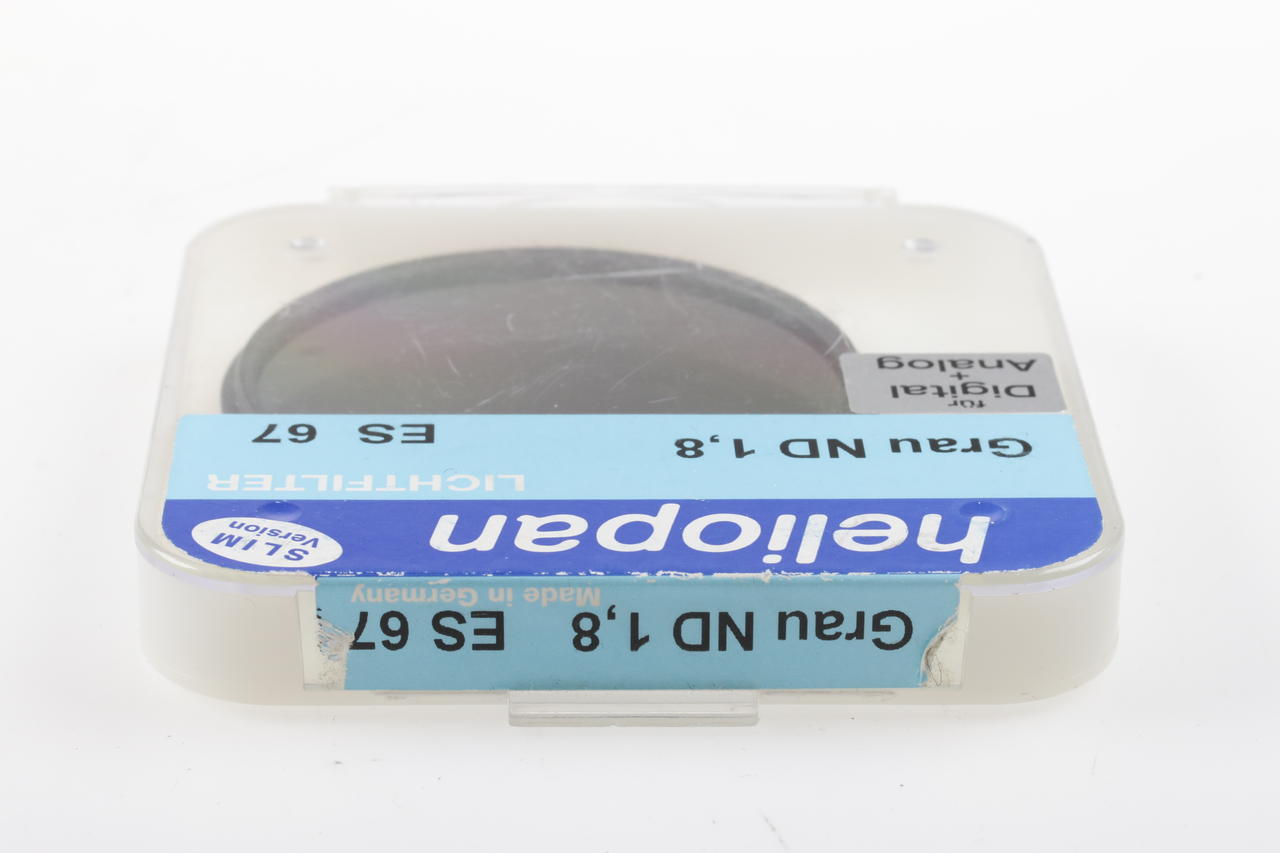 Grau ND 1,8 ES 67
Made in Germany
heliopan
SLIM
Version
LICHTFILTER
Grau ND 1,8 ES 67
für
Digital
+
Analog